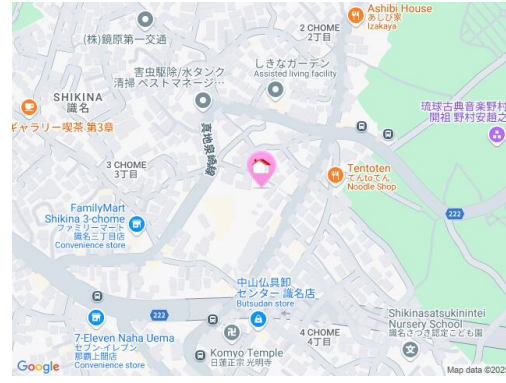 Ashibi House
あしび家
Izakaya
2 CHOME
2丁目
(株)鏡原第一交通
しきなガーデン
Assisted living facility
害虫駆除/水タンク
清掃 ベストマネージ...
SHIKINA
識名
ギャラリー喫茶 第3章
琉球古典音楽野村
開祖 野村安趙之
真地久茂地線
3 CHOME
3丁目
Tentoten
てんtoてん
Noodle Shop
FamilyMart
Shikina 3-chome
ファミリーマート
識名三丁目店
Convenience store
222
中山仏具卸
センター 識名店
Butsudan store
222
7-Eleven Naha Uema
セブン-イレブン
那覇上間店
Convenience store
Komyo Temple
日蓮正宗 光明寺
4 CHOME
4丁目
Shikinasatsukinintei
Nursery School
識名さつき認定こども園
Google
Map data ©2025